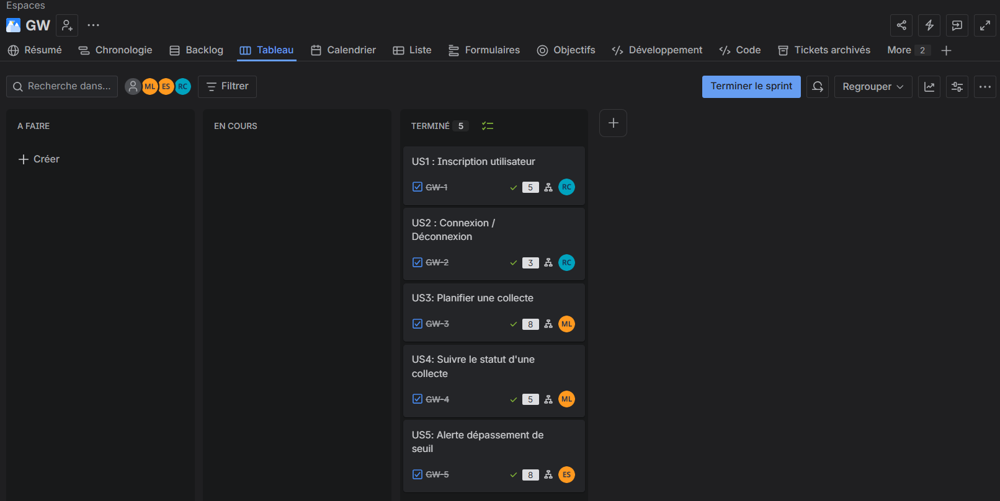 Espaces
GW
Résumé Chronologie Backlog Tableau Calendrier Liste Formulaires Objectifs Développement Code Tickets archivés More 2
Recherche dans... ML ES RC Filtrer Terminer le sprint Regrouper
A FAIRE
Créer
EN COURS
TERMINÉ 5
US1 : Inscription utilisateur
GW-1 5 RC
US2 : Connexion /
Déconnexion
GW-2 3 RC
US3: Planifier une collecte
GW-3 8 ML
US4: Suivre le statut d'une
collecte
GW-4 5 ML
US5: Alerte dépassement de
seuil
GW-5 8 ES